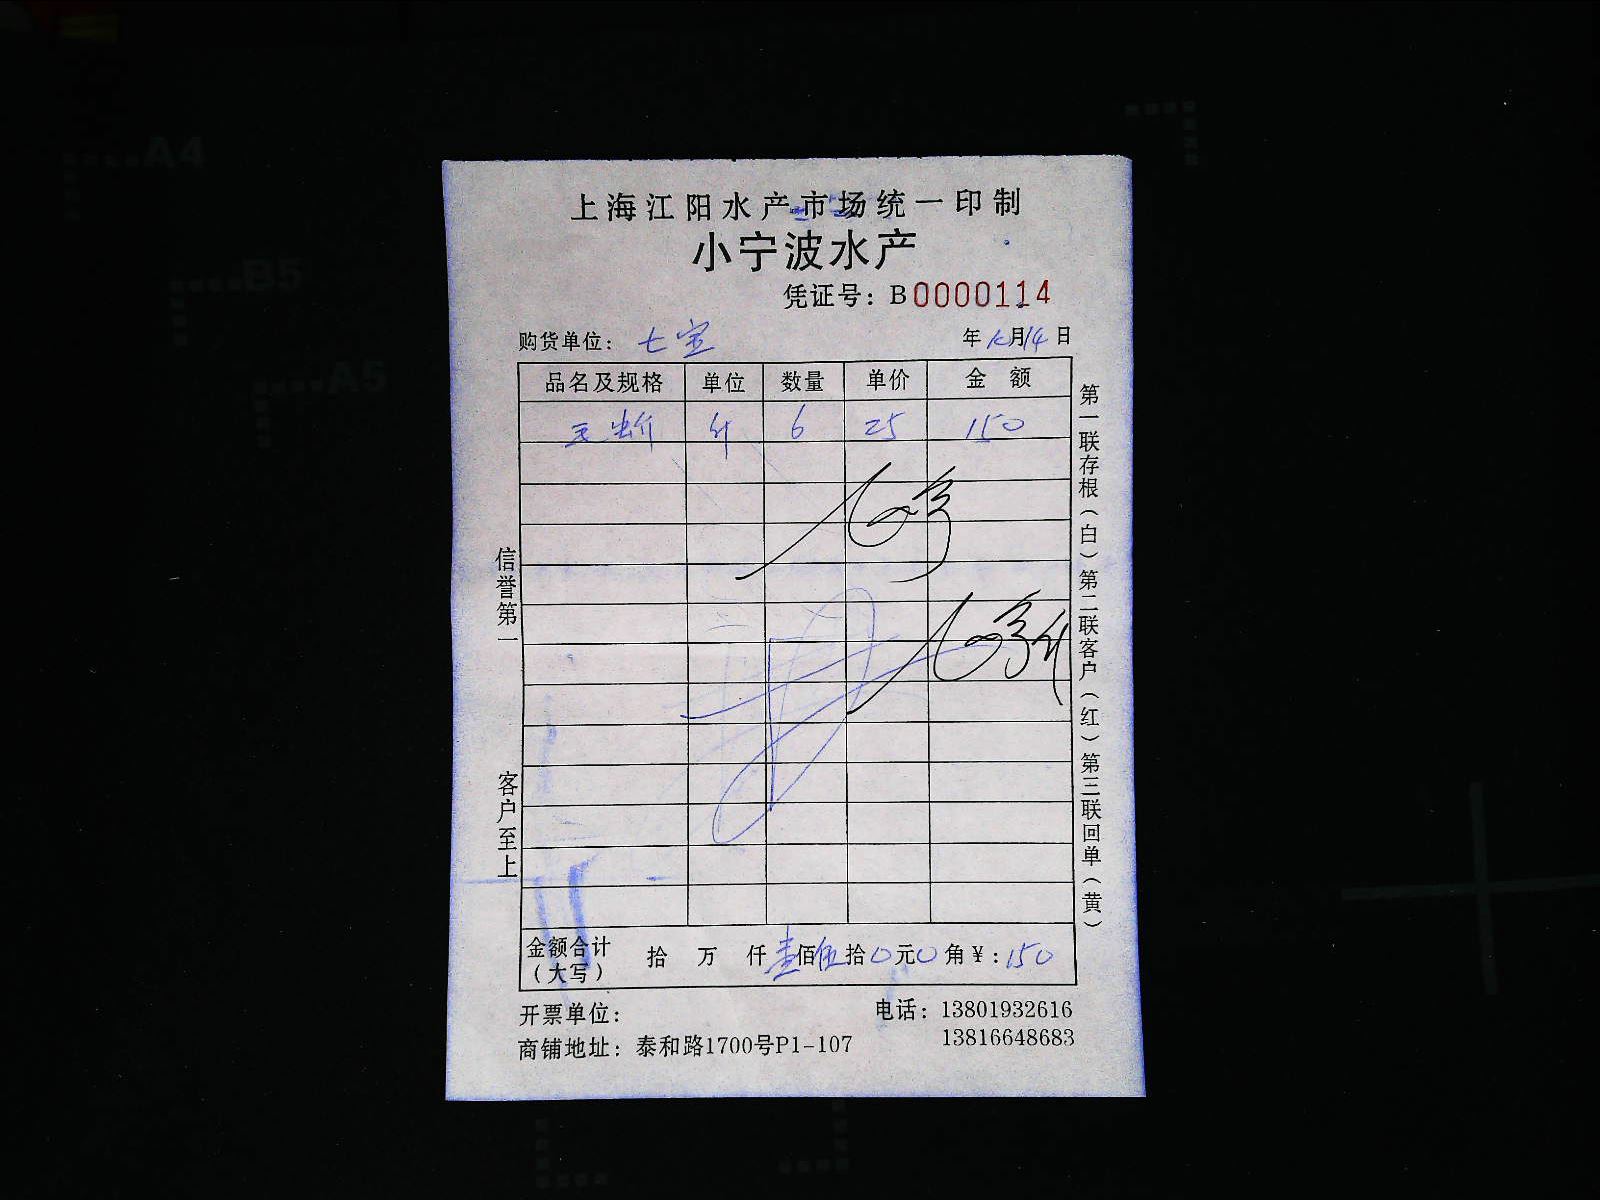 A4
B5
A5
上海江阳水产市场统一印制
小宁波水产
凭证号：B0000114
购货单位： 七宝 年 月14日
品名及规格 单位 数量 单价 金 额
斤 6 25 150
信誉第一
客户至上
第一联存根（白）第二联客户（红）第三联回单（黄）
金额合计（大写） 拾 万 仟壹佰伍拾0元0角¥：150
开票单位： 电话：13801932616
13816648683
商铺地址：泰和路1700号P1-107